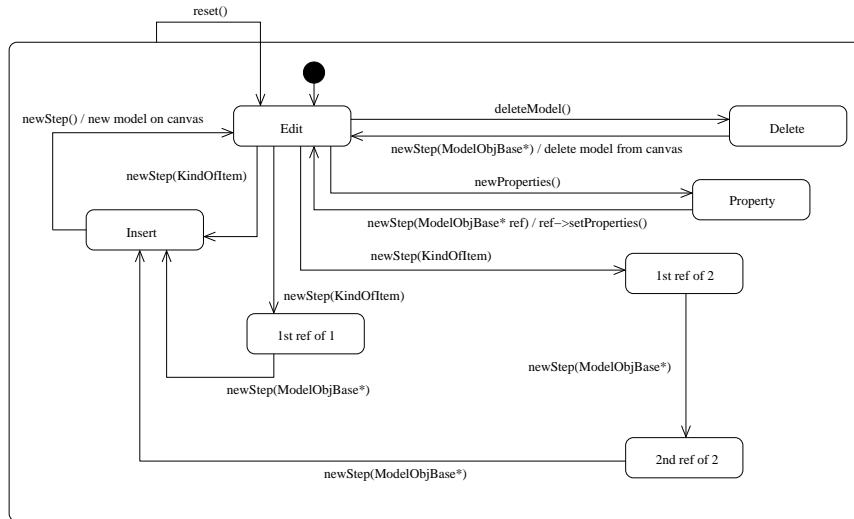 reset()
newStep() / new model on canvas
deleteModel()
Edit
Delete
newStep(ModelObjBase*) / delete model from canvas
newStep(KindOfItem)
newProperties()
Property
Insert
newStep(ModelObjBase* ref) / ref−>setProperties()
newStep(KindOfItem)
1st ref of 2
newStep(KindOfItem)
1st ref of 1
newStep(ModelObjBase*)
newStep(ModelObjBase*)
2nd ref of 2
newStep(ModelObjBase*)